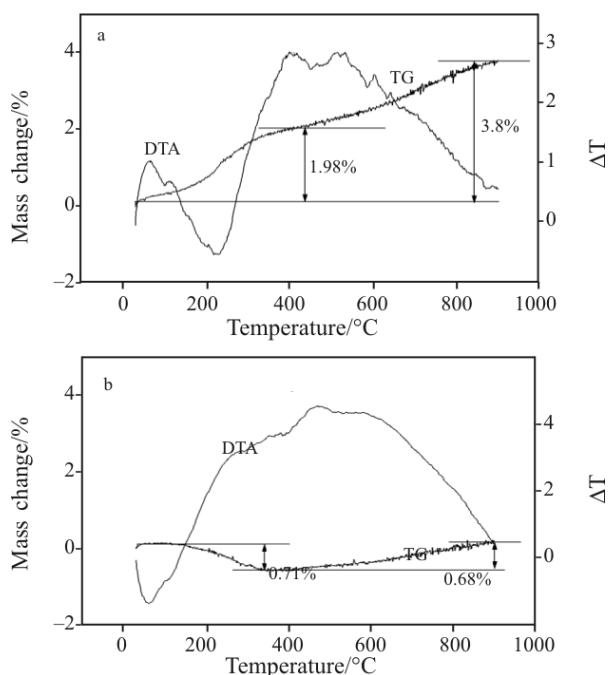 a
4
2
0
−2
Mass change/%
3
2
1
0
ΔT
DTA
TG
1.98%
3.8%
0
200
400
600
800
1000
Temperature/°C
b
4
2
0
−2
Mass change/%
4
2
0
ΔT
DTA
TG
0.71%
0.68%
0
200
400
600
800
1000
Temperature/°C